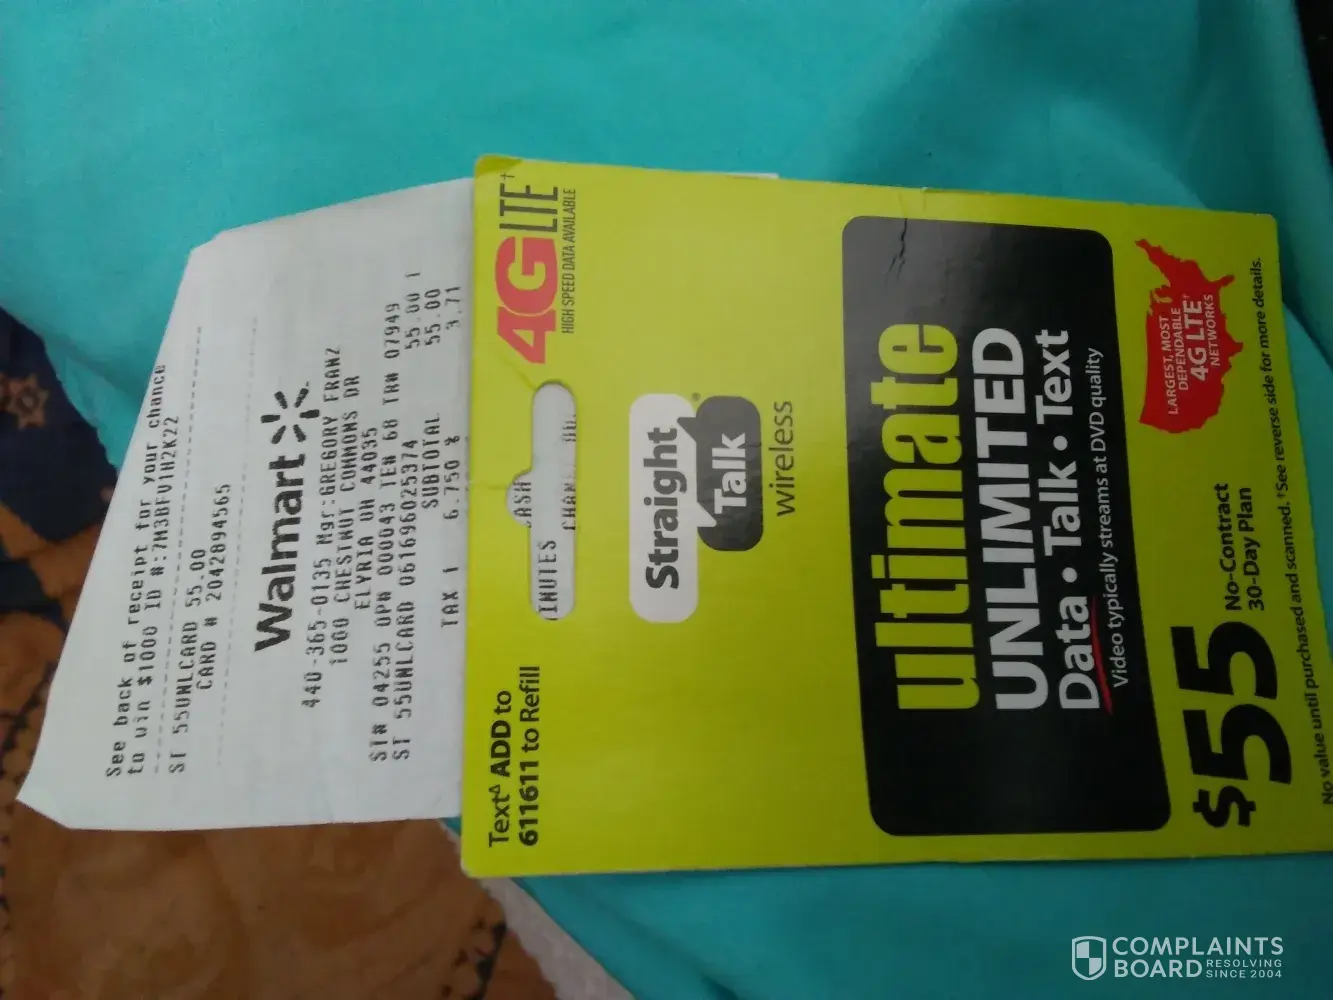 See back of receipt for your chance
to win $1000 ID #:7M3BFV1H2K22
ST 55UNLCARD 55.00
CARD # 2042894565
Walmart
440-365-0135 Mgr:GREGORY FRANZ
1000 CHESTNUT COMMONS DR
ELYRIA OH 44035
ST# 04255 OP# 000043 TE# 68 TR# 07949
ST 55UNLCARD 061696025374 55.00 T
SUBTOTAL 55.00
TAX 1 6.750 % 3.71
Text∆ ADD to
611611 to Refill
INUTES
4G LTE†
HIGH SPEED DATA AVAILABLE
Straight
Talk®
wireless
ultimate
UNLIMITED
Data • Talk • Text
Video typically streams at DVD quality
LARGEST, MOST
DEPENDABLE
4G LTE†
NETWORKS
$55 No-Contract
30-Day Plan
No value until purchased and scanned. †See reverse side for more details.
COMPLAINTS
BOARD RESOLVING
SINCE 2004